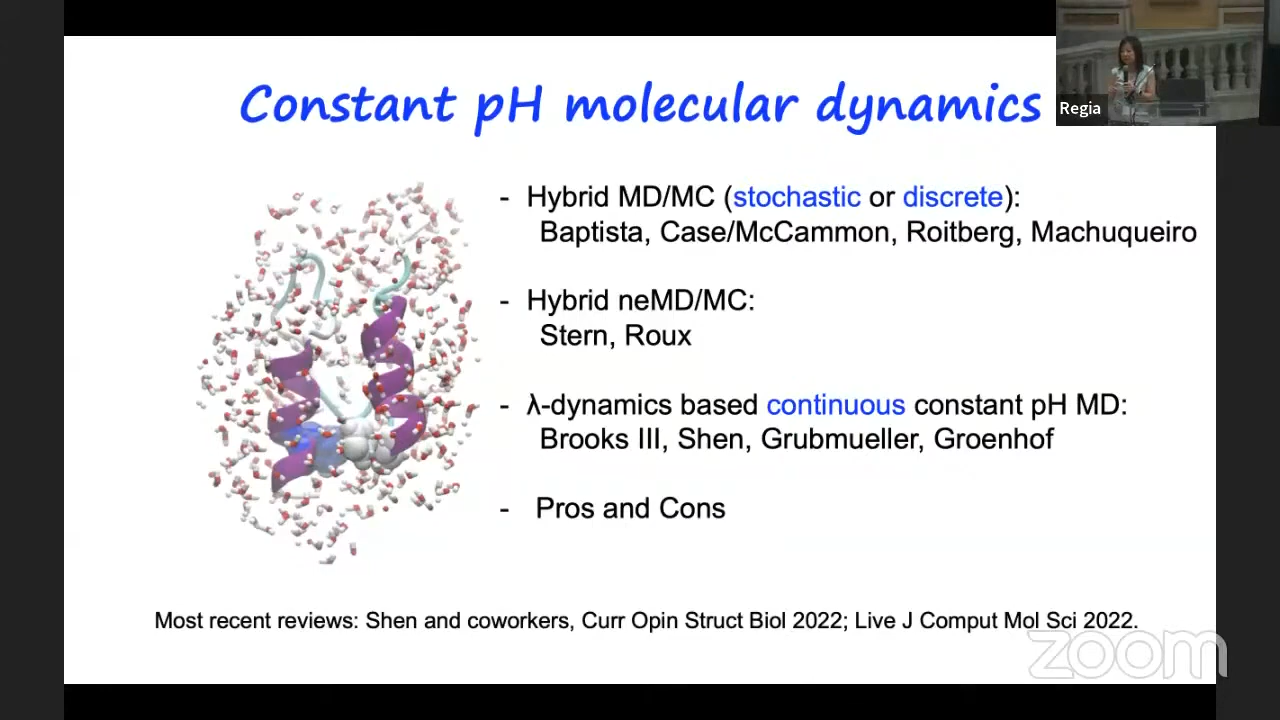 Constant pH molecular dynamics
Regia
- Hybrid MD/MC (stochastic or discrete):
Baptista, Case/McCammon, Roitberg, Machuqueiro
- Hybrid neMD/MC:
Stern, Roux
- λ-dynamics based continuous constant pH MD:
Brooks III, Shen, Grubmueller, Groenhof
- Pros and Cons
Most recent reviews: Shen and coworkers, Curr Opin Struct Biol 2022; Live J Comput Mol Sci 2022.
zoom